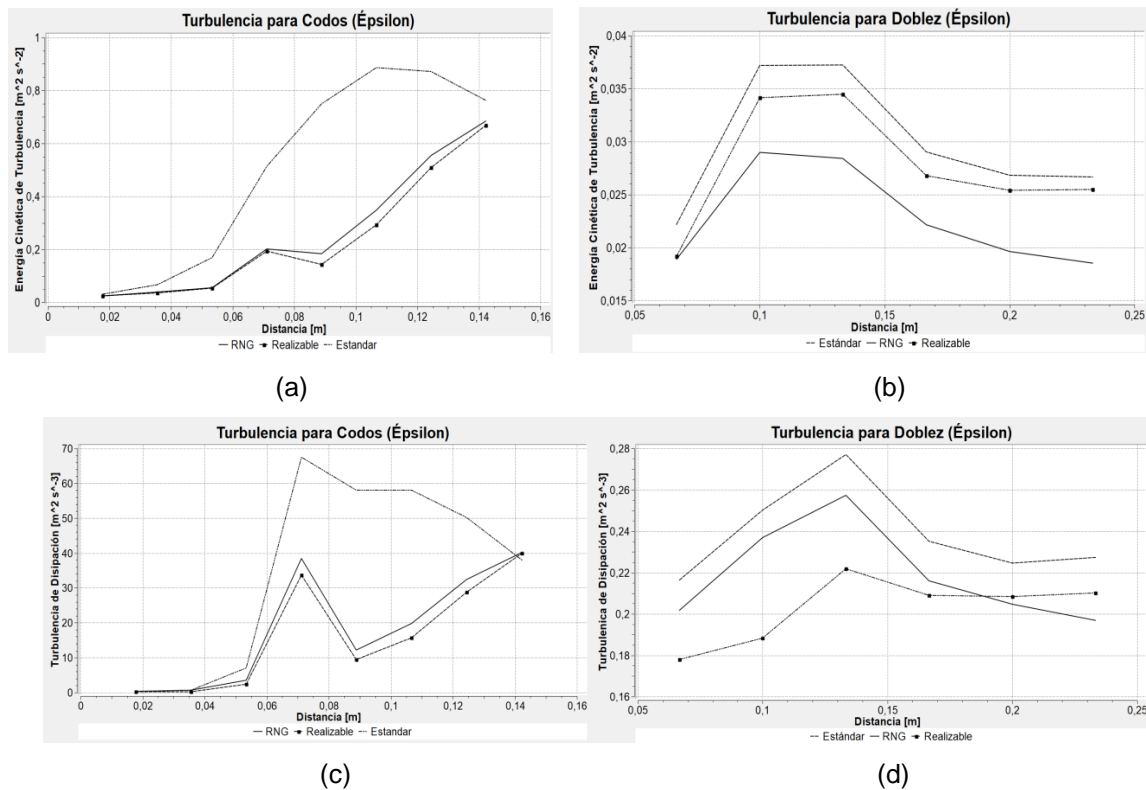 Turbulencia para Codos (Épsilon)
Energía Cinética de Turbulencia [m^2 s^-2]
1
0,8
0,6
0,4
0,2
0
0 0,02 0,04 0,06 0,08 0,1 0,12 0,14 0,16
Distancia [m]
RNG Realizable Estandar
(a)
Turbulencia para Doblez (Épsilon)
Energía Cinética de Turbulencia [m^2 s^-2]
0,04
0,035
0,03
0,025
0,02
0,015
0,05 0,1 0,15 0,2 0,25
Distancia [m]
Estándar RNG Realizable
(b)
Turbulencia para Codos (Épsilon)
Turbulencia de Disipación [m^2 s^-3]
70
60
50
40
30
20
10
0
0 0,02 0,04 0,06 0,08 0,1 0,12 0,14 0,16
Distancia [m]
RNG Realizable Estandar
(c)
Turbulencia para Doblez (Épsilon)
Turbulenica de Disipación [m^2 s^-3]
0,28
0,26
0,24
0,22
0,2
0,18
0,16
0,05 0,1 0,15 0,2 0,25
Distancia [m]
Estándar RNG Realizable
(d)